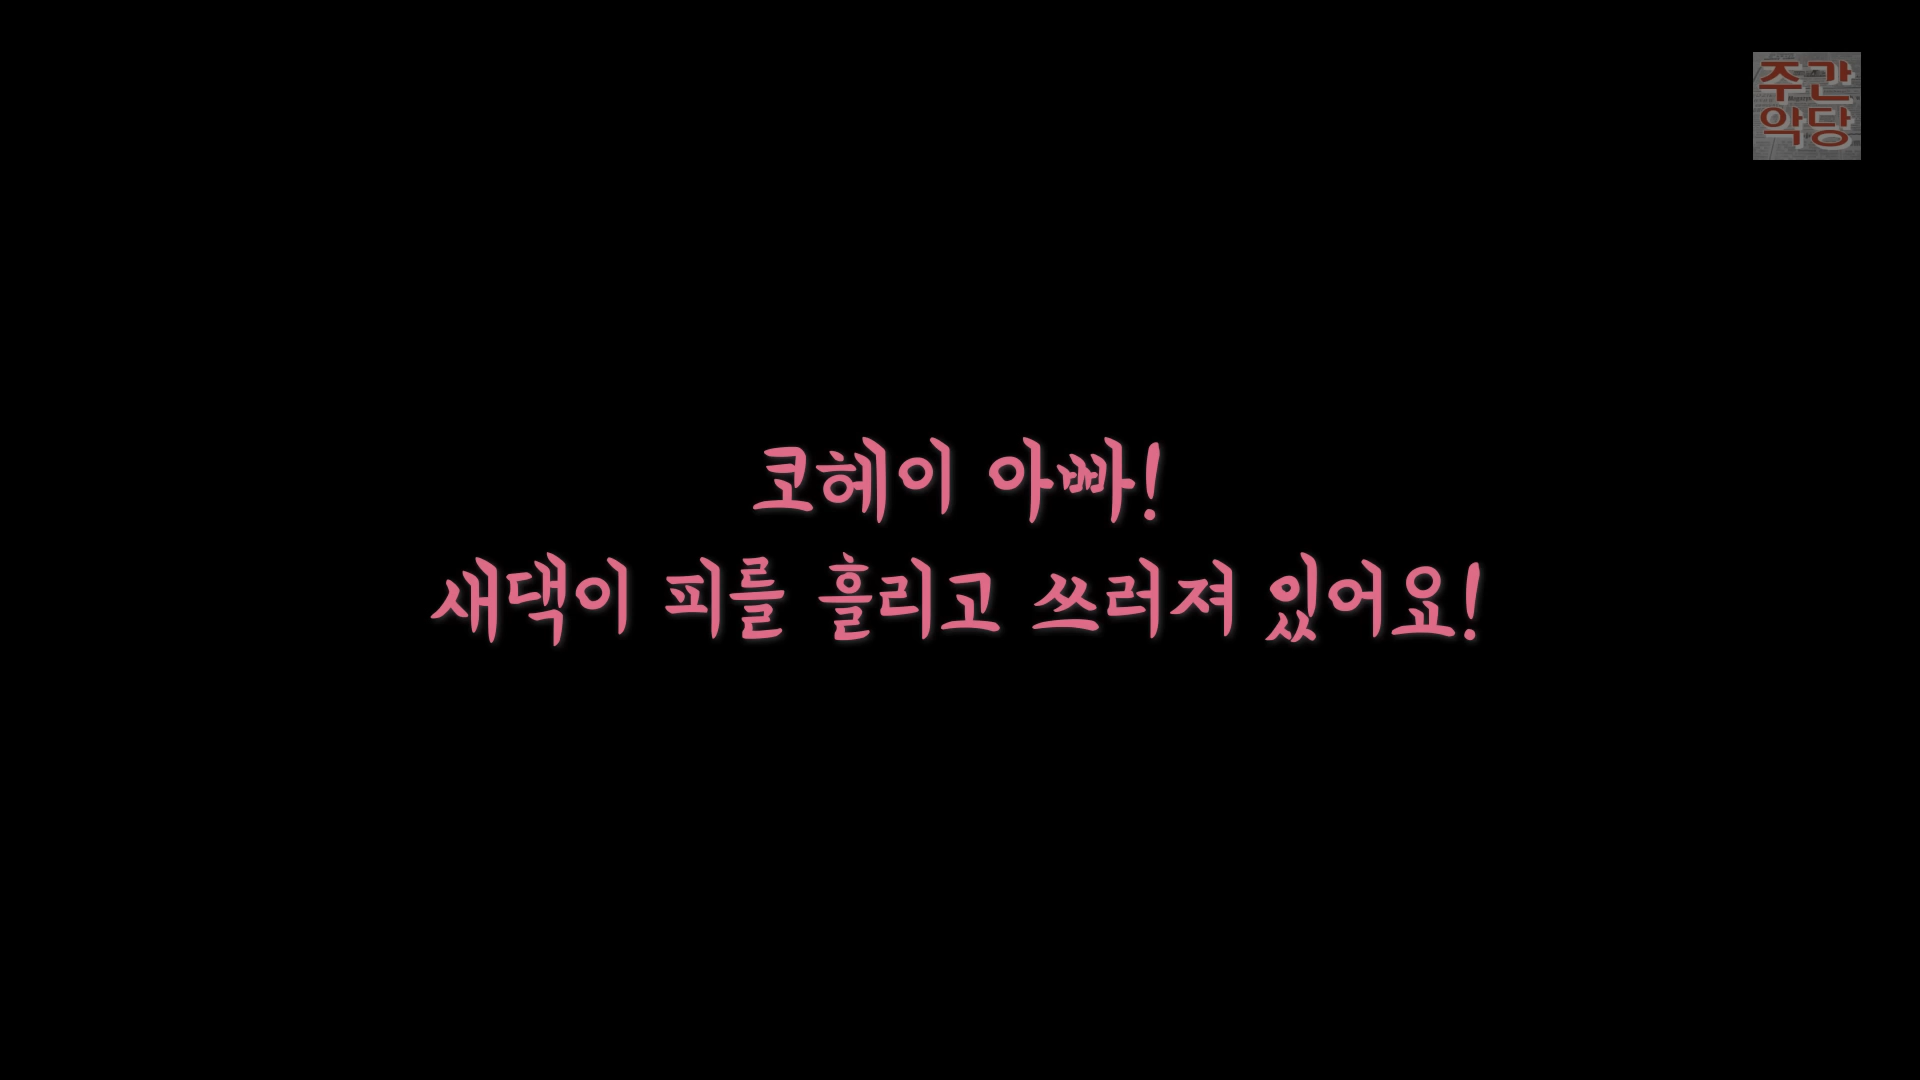 주간
악당
코헤이 아빠!
새댁이 피를 흘리고 쓰러져 있어요!